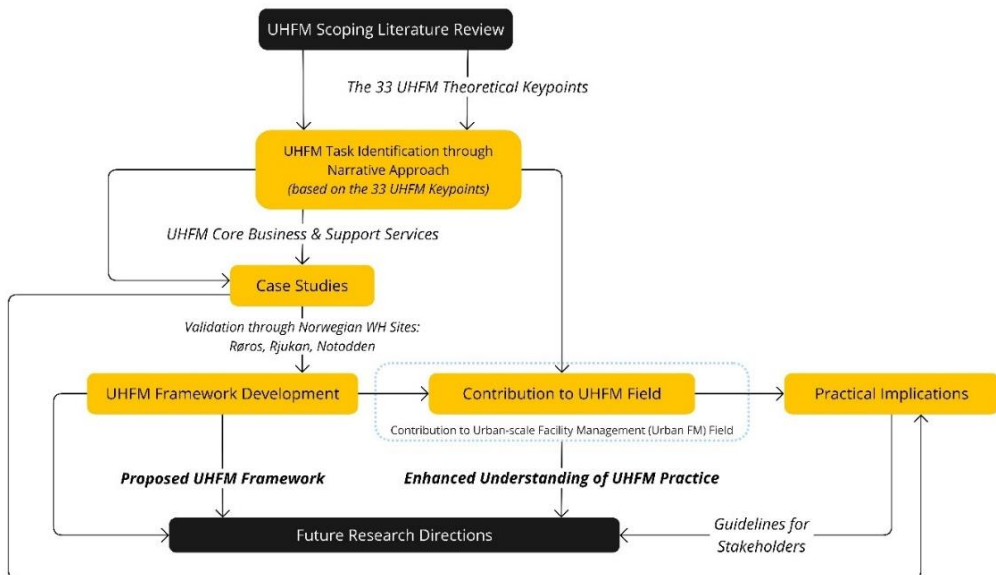 UHFM Scoping Literature Review
The 33 UHFM Theoretical Keypoints
UHFM Task Identification through
Narrative Approach
(based on the 33 UHFM Keypoints)
UHFM Core Business & Support Services
Case Studies
Validation through Norwegian WH Sites:
Røros, Rjukan, Notodden
UHFM Framework Development
Contribution to UHFM Field
Practical Implications
Contribution to Urban-scale Facility Management (Urban FM) Field
Proposed UHFM Framework
Enhanced Understanding of UHFM Practice
Future Research Directions
Guidelines for
Stakeholders